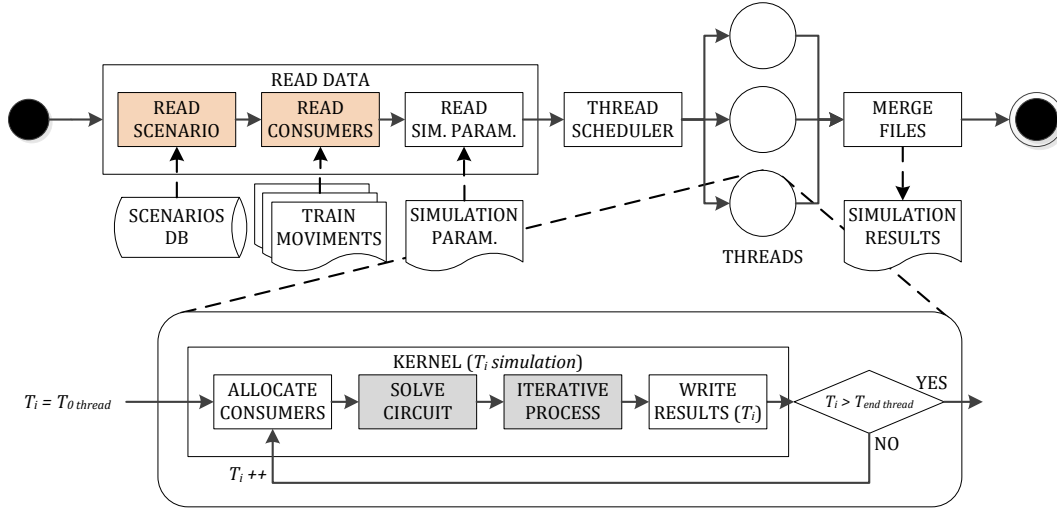 READ DATA
READ
SCENARIO
READ
CONSUMERS
READ
SIM. PARAM.
THREAD
SCHEDULER
MERGE
FILES
SCENARIOS
DB
TRAIN
MOVIMENTS
SIMULATION
PARAM.
THREADS
SIMULATION
RESULTS
KERNEL (Ti simulation)
Ti = T0 thread
ALLOCATE
CONSUMERS
SOLVE
CIRCUIT
ITERATIVE
PROCESS
WRITE
RESULTS (Ti)
Ti > Tend thread
YES
NO
Ti ++